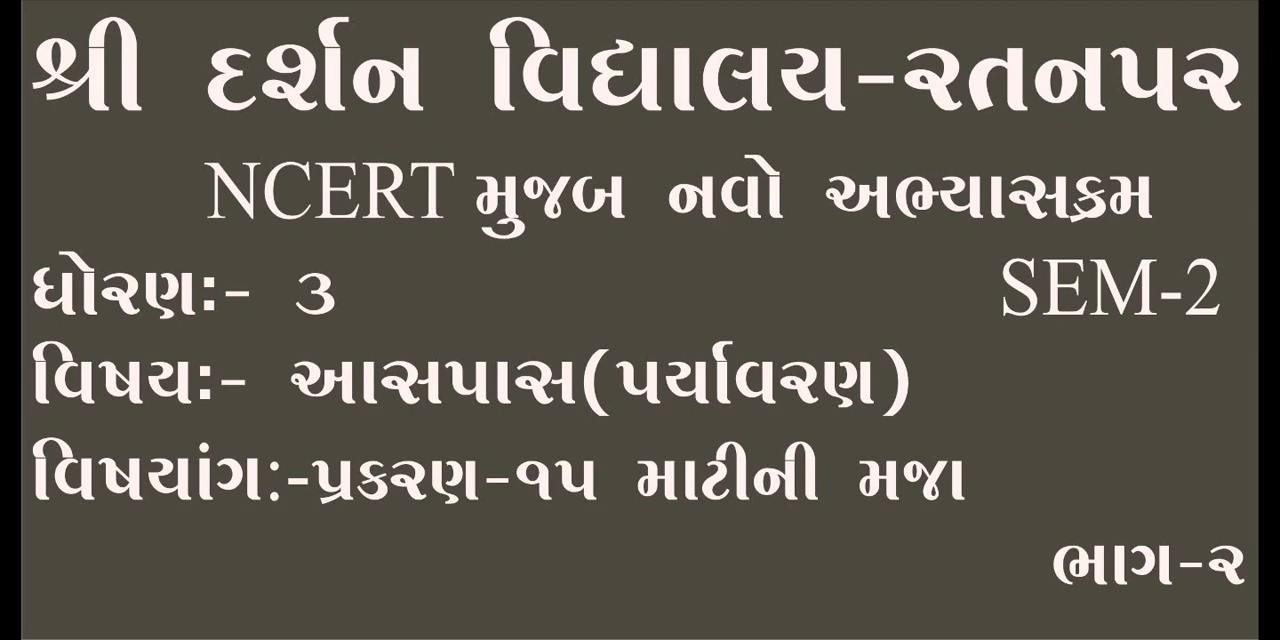 શ્રી દર્શન વિદ્યાલય-રતનપર
NCERT મુજબ નવો અભ્યાસક્રમ
ધોરણઃ- ૩ SEM-2
વિષયઃ- આસપાસ(પર્યાવરણ)
વિષયાંગઃ-પ્રકરણ-૧૫ માટીની મજા
ભાગ-૨